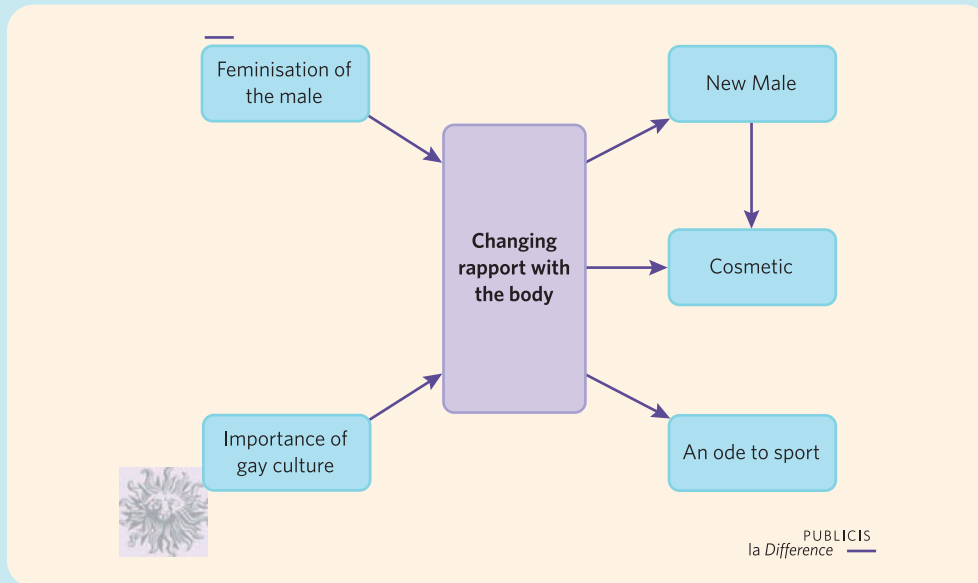 Feminisation of
the male
New Male
Changing
rapport with
the body
Cosmetic
Importance of
gay culture
An ode to sport
PUBLICIS
la Difference